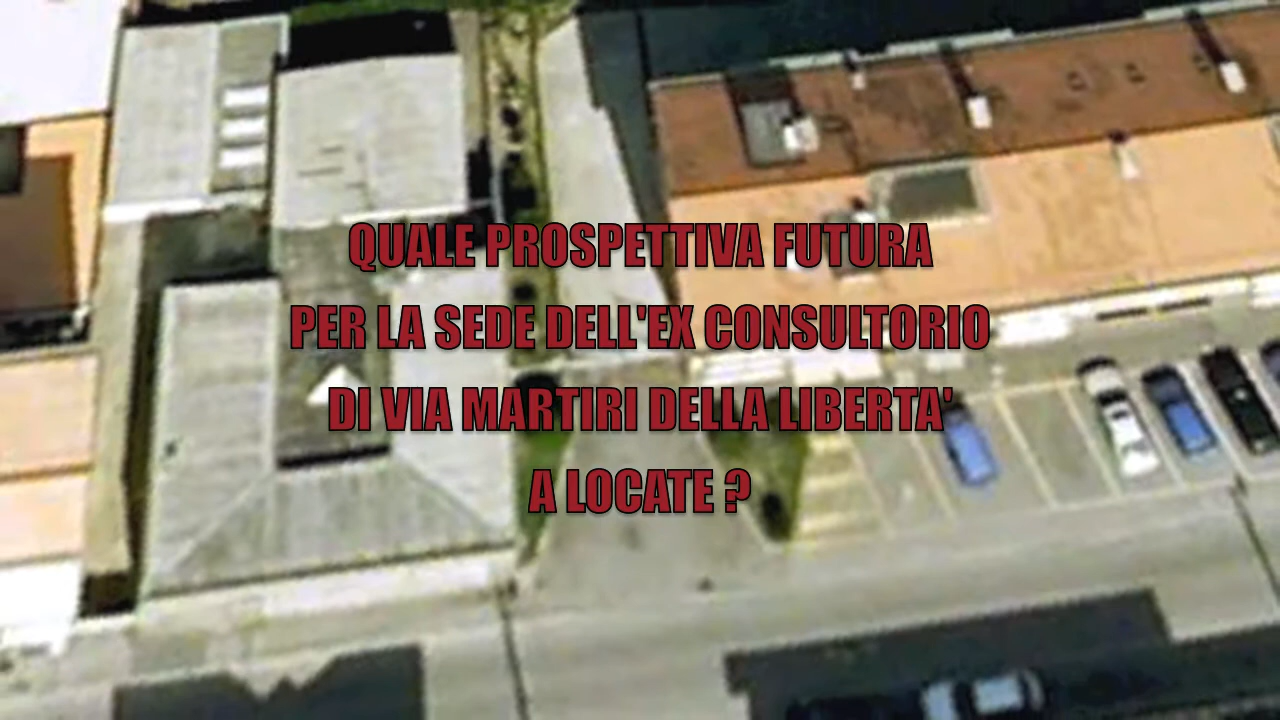 QUALE PROSPETTIVA FUTURA
PER LA SEDE DELL'EX CONSULTORIO
DI VIA MARTIRI DELLA LIBERTA'
A LOCATE ?